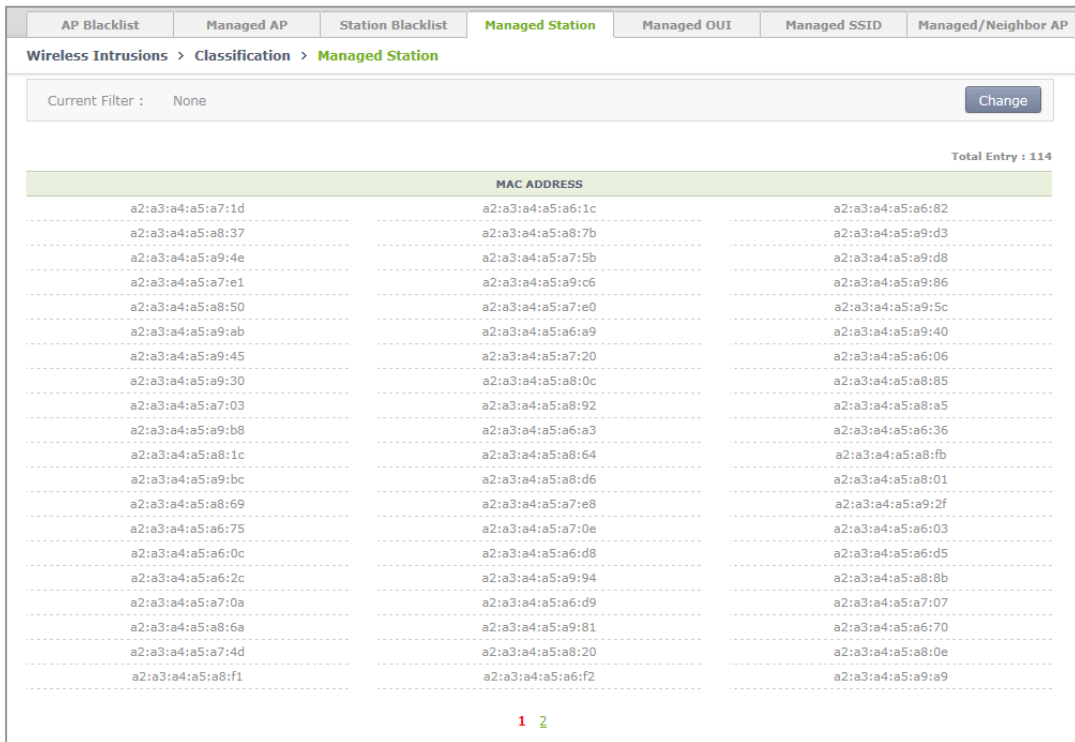 AP Blacklist Managed AP Station Blacklist Managed Station Managed OUI Managed SSID Managed/Neighbor AP
Wireless Intrusions > Classification > Managed Station
Current Filter : None Change
Total Entry : 114
MAC ADDRESS
a2:a3:a4:a5:a7:1d a2:a3:a4:a5:a6:1c a2:a3:a4:a5:a6:82
a2:a3:a4:a5:a8:37 a2:a3:a4:a5:a8:7b a2:a3:a4:a5:a9:d3
a2:a3:a4:a5:a9:4e a2:a3:a4:a5:a7:5b a2:a3:a4:a5:a9:d8
a2:a3:a4:a5:a7:e1 a2:a3:a4:a5:a9:c6 a2:a3:a4:a5:a9:86
a2:a3:a4:a5:a8:50 a2:a3:a4:a5:a7:e0 a2:a3:a4:a5:a9:5c
a2:a3:a4:a5:a9:ab a2:a3:a4:a5:a6:a9 a2:a3:a4:a5:a9:40
a2:a3:a4:a5:a9:45 a2:a3:a4:a5:a7:20 a2:a3:a4:a5:a6:06
a2:a3:a4:a5:a9:30 a2:a3:a4:a5:a8:0c a2:a3:a4:a5:a8:85
a2:a3:a4:a5:a7:03 a2:a3:a4:a5:a8:92 a2:a3:a4:a5:a8:a5
a2:a3:a4:a5:a9:b8 a2:a3:a4:a5:a6:a3 a2:a3:a4:a5:a6:36
a2:a3:a4:a5:a8:1c a2:a3:a4:a5:a8:64 a2:a3:a4:a5:a8:fb
a2:a3:a4:a5:a9:bc a2:a3:a4:a5:a8:d6 a2:a3:a4:a5:a8:01
a2:a3:a4:a5:a8:69 a2:a3:a4:a5:a7:e8 a2:a3:a4:a5:a9:2f
a2:a3:a4:a5:a6:75 a2:a3:a4:a5:a7:0e a2:a3:a4:a5:a6:03
a2:a3:a4:a5:a6:0c a2:a3:a4:a5:a6:d8 a2:a3:a4:a5:a6:d5
a2:a3:a4:a5:a6:2c a2:a3:a4:a5:a9:94 a2:a3:a4:a5:a8:8b
a2:a3:a4:a5:a7:0a a2:a3:a4:a5:a6:d9 a2:a3:a4:a5:a7:07
a2:a3:a4:a5:a8:6a a2:a3:a4:a5:a9:81 a2:a3:a4:a5:a6:70
a2:a3:a4:a5:a7:4d a2:a3:a4:a5:a8:20 a2:a3:a4:a5:a8:0e
a2:a3:a4:a5:a8:f1 a2:a3:a4:a5:a6:f2 a2:a3:a4:a5:a9:a9
1 2